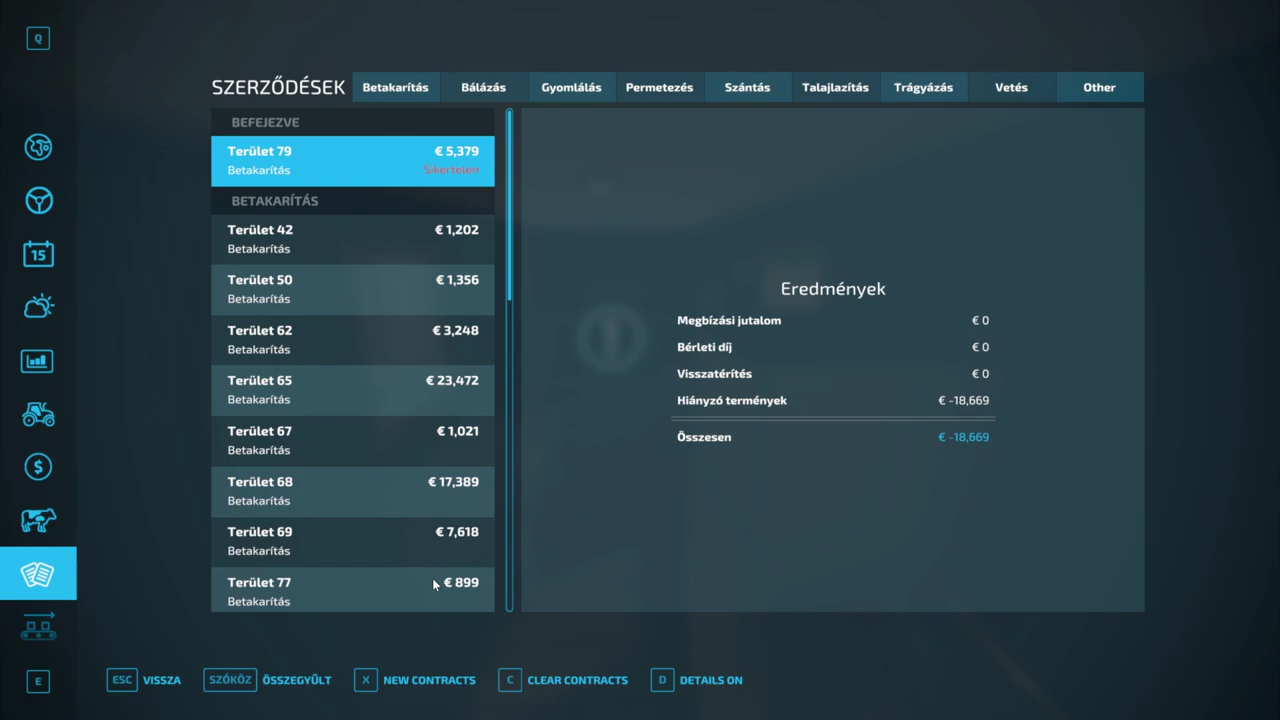 Q
SZERZŐDÉSEK
Betakarítás
Bálázás
Gyomlálás
Permetezés
Szántás
Talajlazítás
Trágyázás
Vetés
Other
BEFEJEZVE
Terület 79 € 5,379
Betakarítás Sikertelen
BETAKARÍTÁS
Terület 42 € 1,202
Betakarítás
Terület 50 € 1,356
Betakarítás
Terület 62 € 3,248
Betakarítás
Terület 65 € 23,472
Betakarítás
Terület 67 € 1,021
Betakarítás
Terület 68 € 17,389
Betakarítás
Terület 69 € 7,618
Betakarítás
Terület 77 € 899
Betakarítás
Eredmények
Megbízási jutalom € 0
Bérleti díj € 0
Visszatérítés € 0
Hiányzó termények € -18,669
Összesen € -18,669
15
$
E
ESC VISSZA
SZÓKÖZ ÖSSZEGYŰLT
X NEW CONTRACTS
C CLEAR CONTRACTS
D DETAILS ON